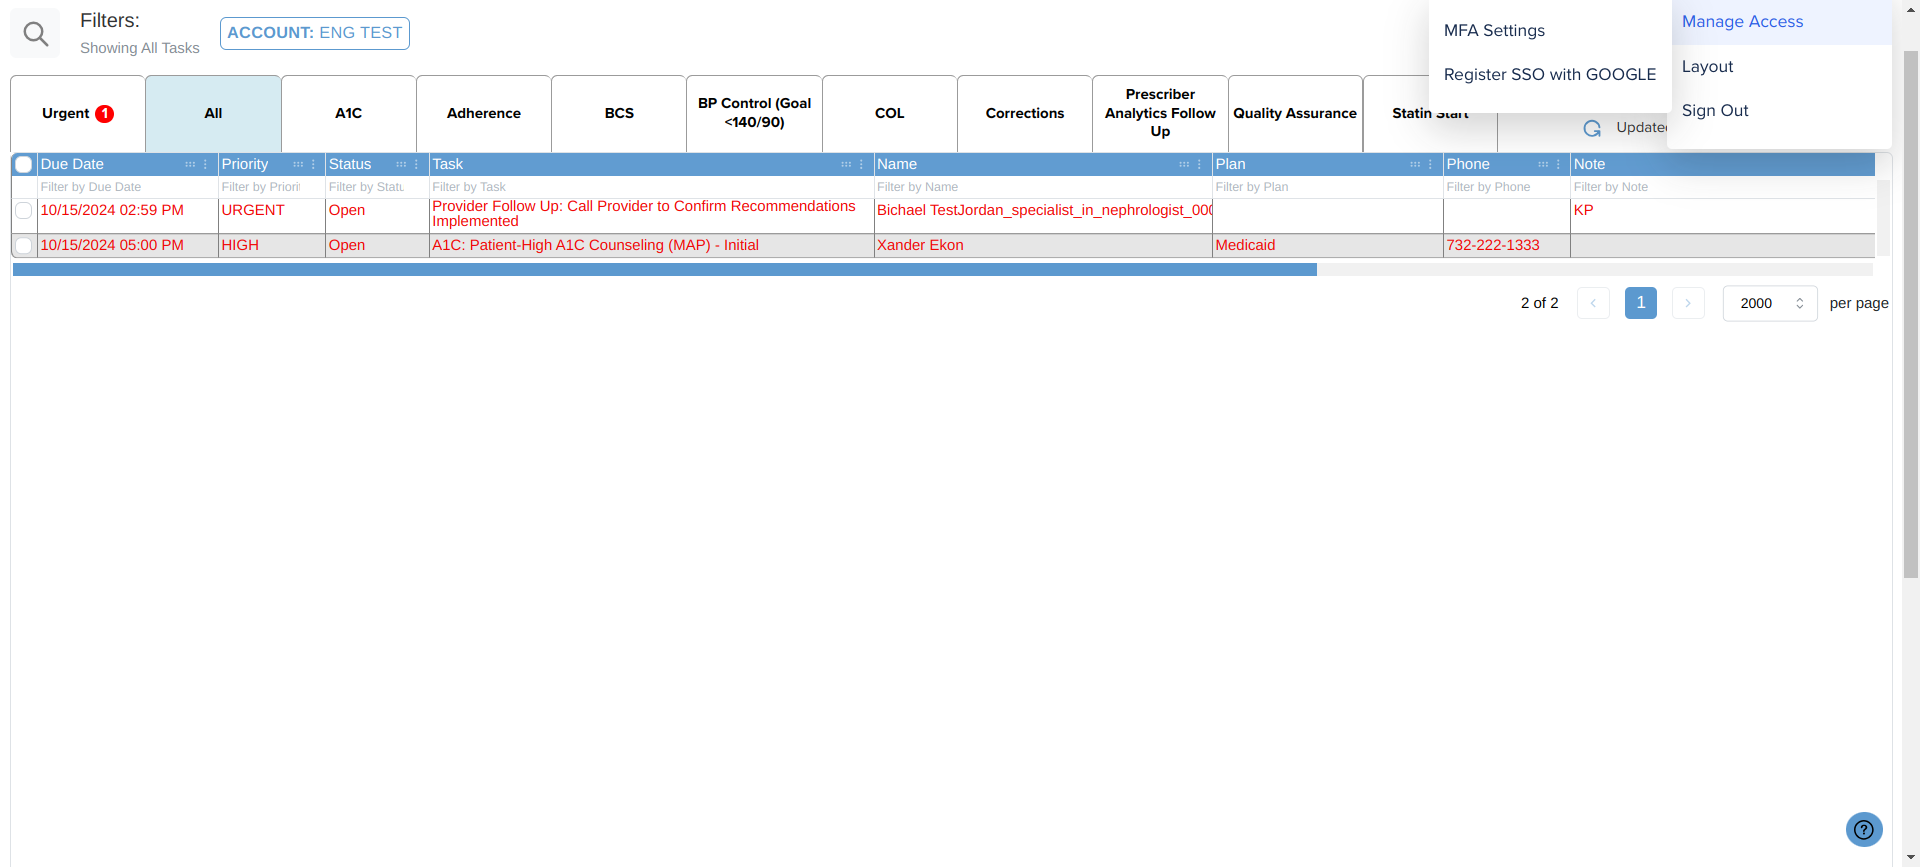 Filters:
Showing All Tasks
ACCOUNT: ENG TEST
MFA Settings
Register SSO with GOOGLE
Manage Access
Layout
Sign Out
Urgent 1
All
A1C
Adherence
BCS
BP Control (Goal
<140/90)
COL
Corrections
Prescriber
Analytics Follow
Up
Quality Assurance
Statin Start
Updated
Due Date Priority Status Task Name Plan Phone Note
Filter by Due Date Filter by Priorit Filter by Statu Filter by Task Filter by Name Filter by Plan Filter by Phone Filter by Note
10/15/2024 02:59 PM URGENT Open Provider Follow Up: Call Provider to Confirm Recommendations
Implemented
Bichael TestJordan_specialist_in_nephrologist_000 KP
10/15/2024 05:00 PM HIGH Open A1C: Patient-High A1C Counseling (MAP) - Initial Xander Ekon Medicaid 732-222-1333
2 of 2 < 1 > 2000 per page
?